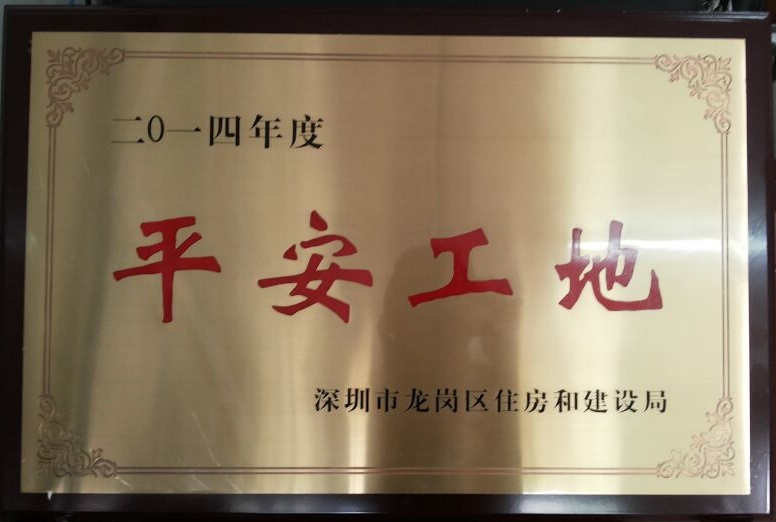 二0一四年度
平安工地
深圳市龙岗区住房和建设局